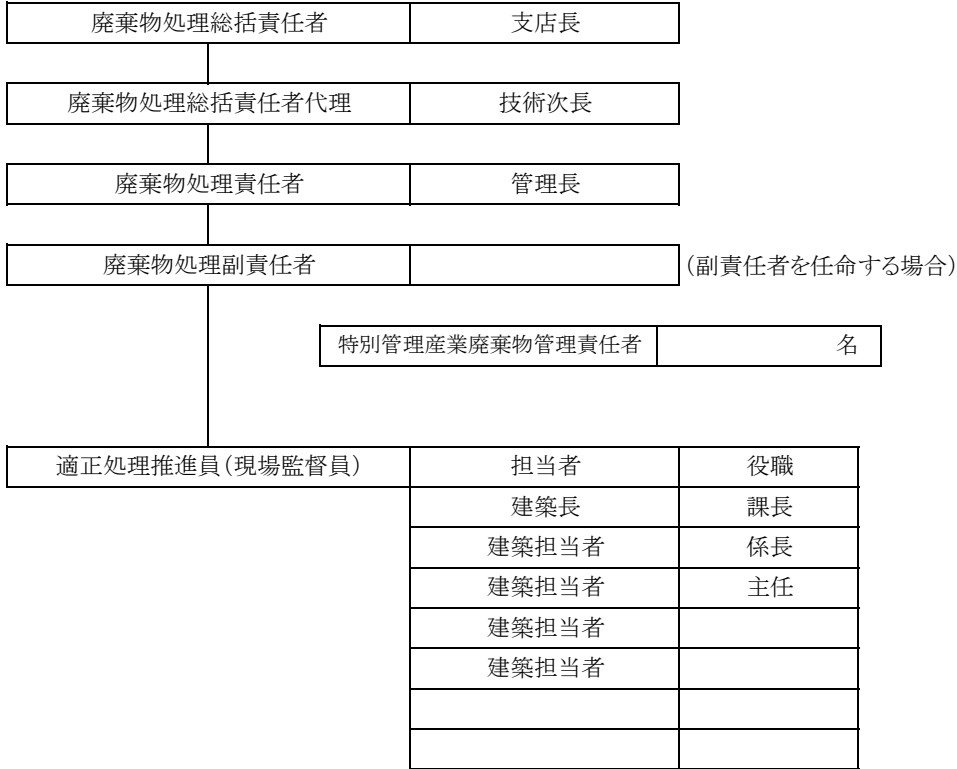 廃棄物処理総括責任者 支店長
廃棄物処理総括責任者代理 技術次長
廃棄物処理責任者 管理長
廃棄物処理副責任者 (副責任者を任命する場合)
特別管理産業廃棄物管理責任者 名
適正処理推進員(現場監督員) 担当者 役職
建築長 課長
建築担当者 係長
建築担当者 主任
建築担当者
建築担当者